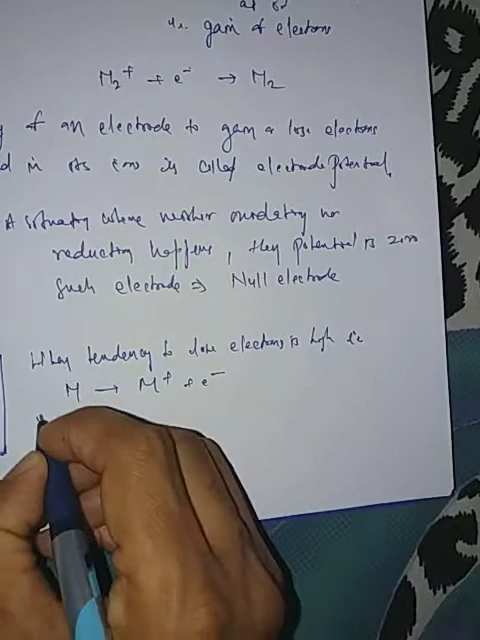 gain of electrons
M₂⁺ + e⁻ → M₂
of an electrode to gain or lose electrons
in its ions is called electrode potential.
A situation where neither oxidation nor
reduction happens, then potential is zero
Such electrode ⇒ Null electrode
When tendency to lose electrons is high i.e
M → M⁺ + e⁻